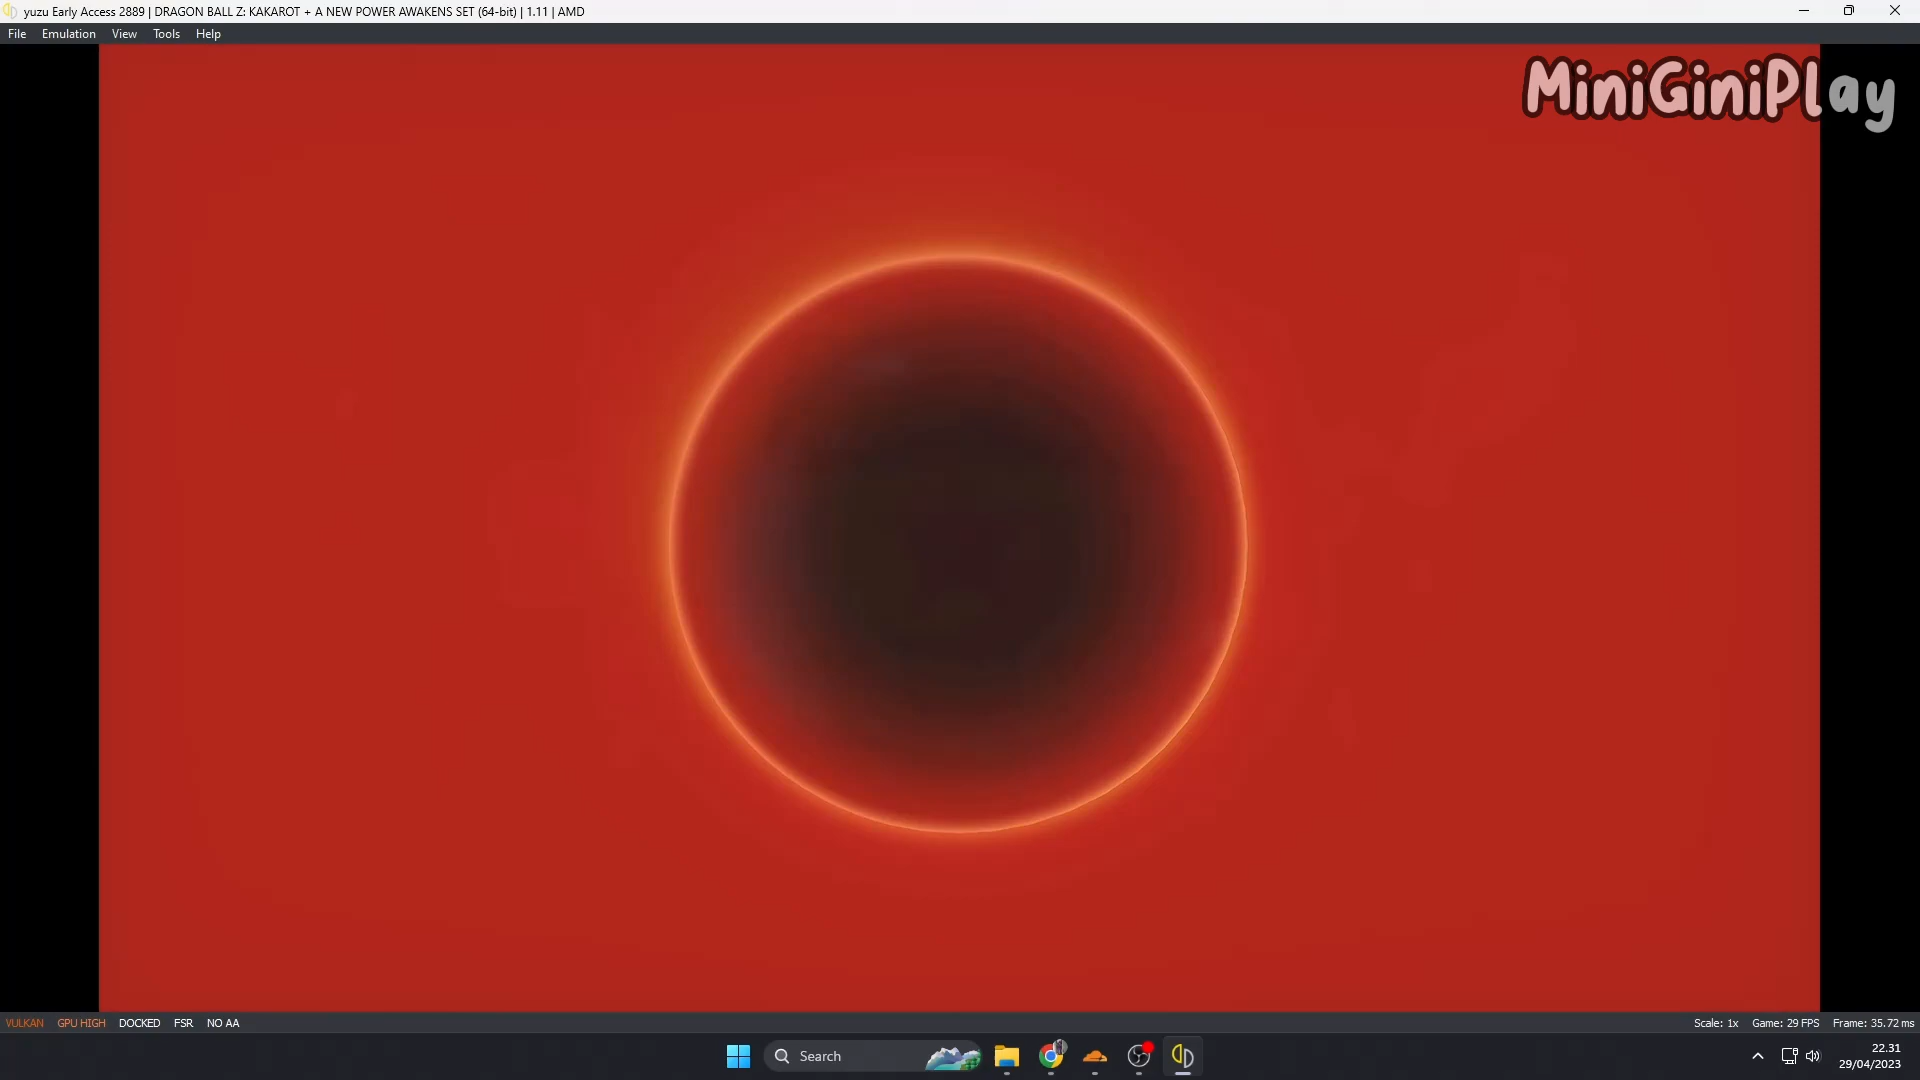 yuzu Early Access 2889 | DRAGON BALL Z: KAKAROT + A NEW POWER AWAKENS SET (64-bit) | 1.11 | AMD
File Emulation View Tools Help
MiniGiniPlay
VULKAN GPU HIGH DOCKED FSR NO AA Scale: 1x Game: 29 FPS Frame: 35.72 ms
Search
22.31
29/04/2023